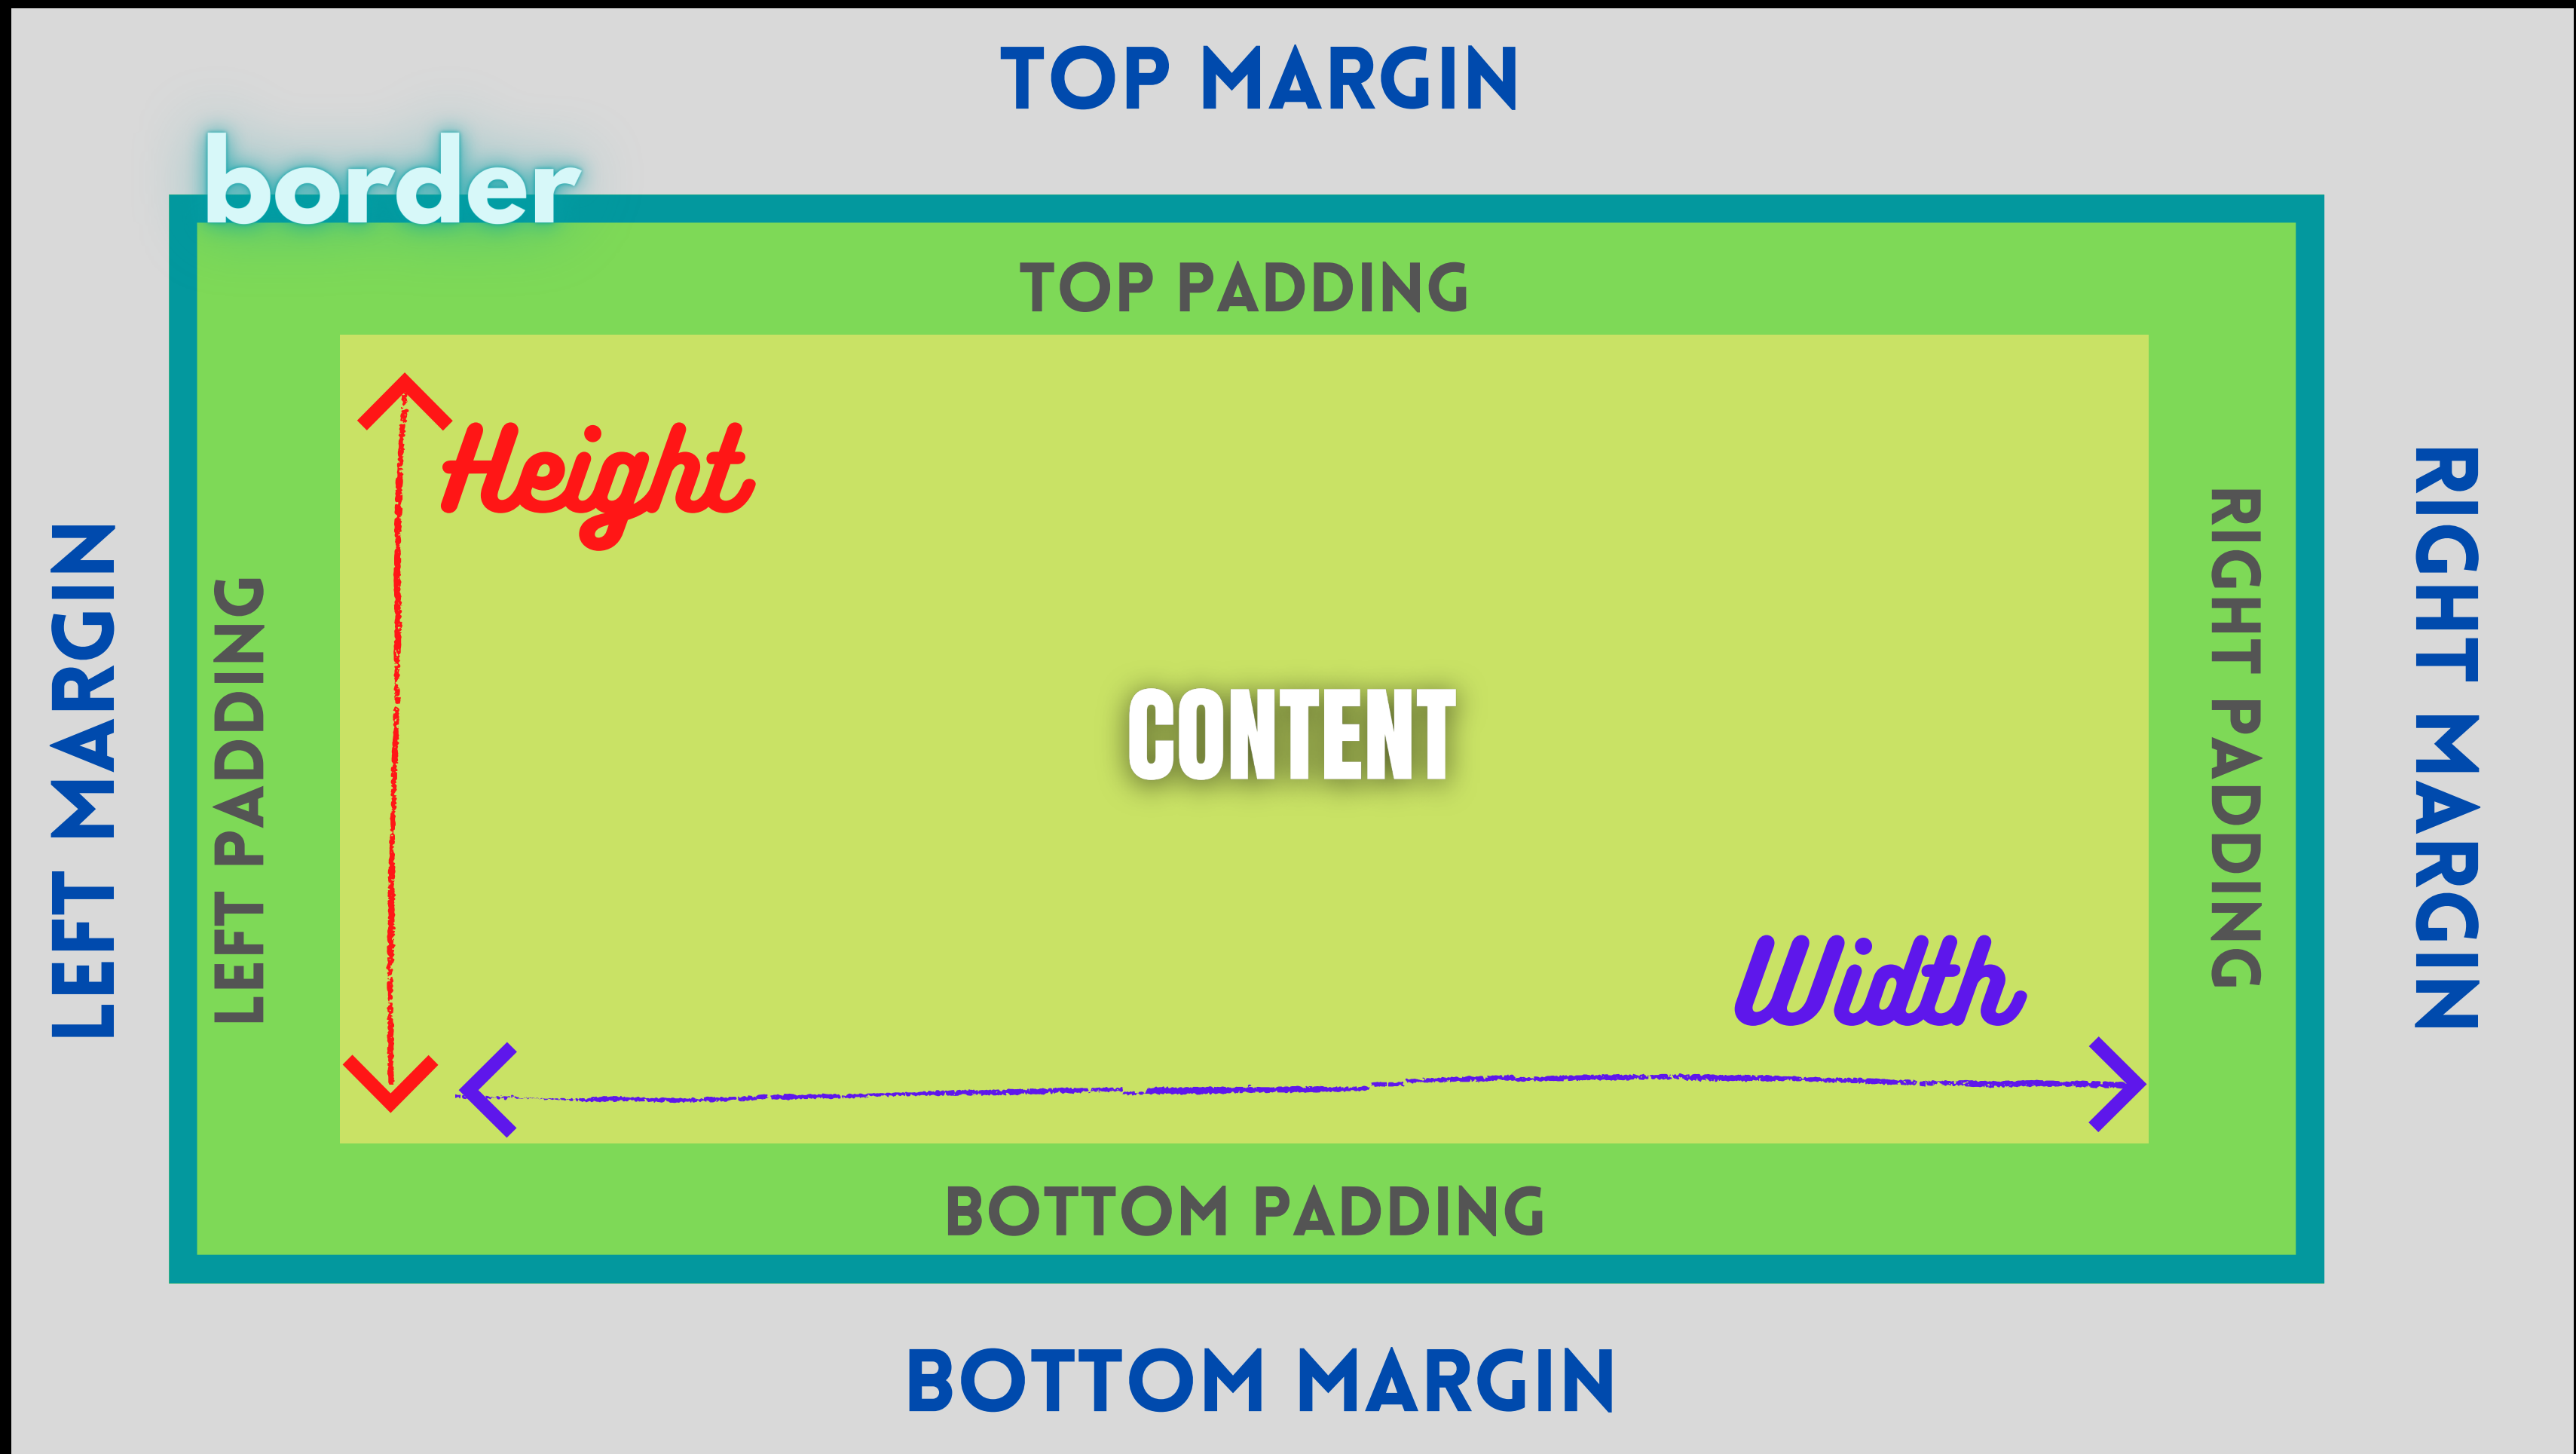 TOP MARGIN
border
TOP PADDING
Height
LEFT MARGIN
LEFT PADDING
CONTENT
RIGHT PADDING
RIGHT MARGIN
Width
BOTTOM PADDING
BOTTOM MARGIN